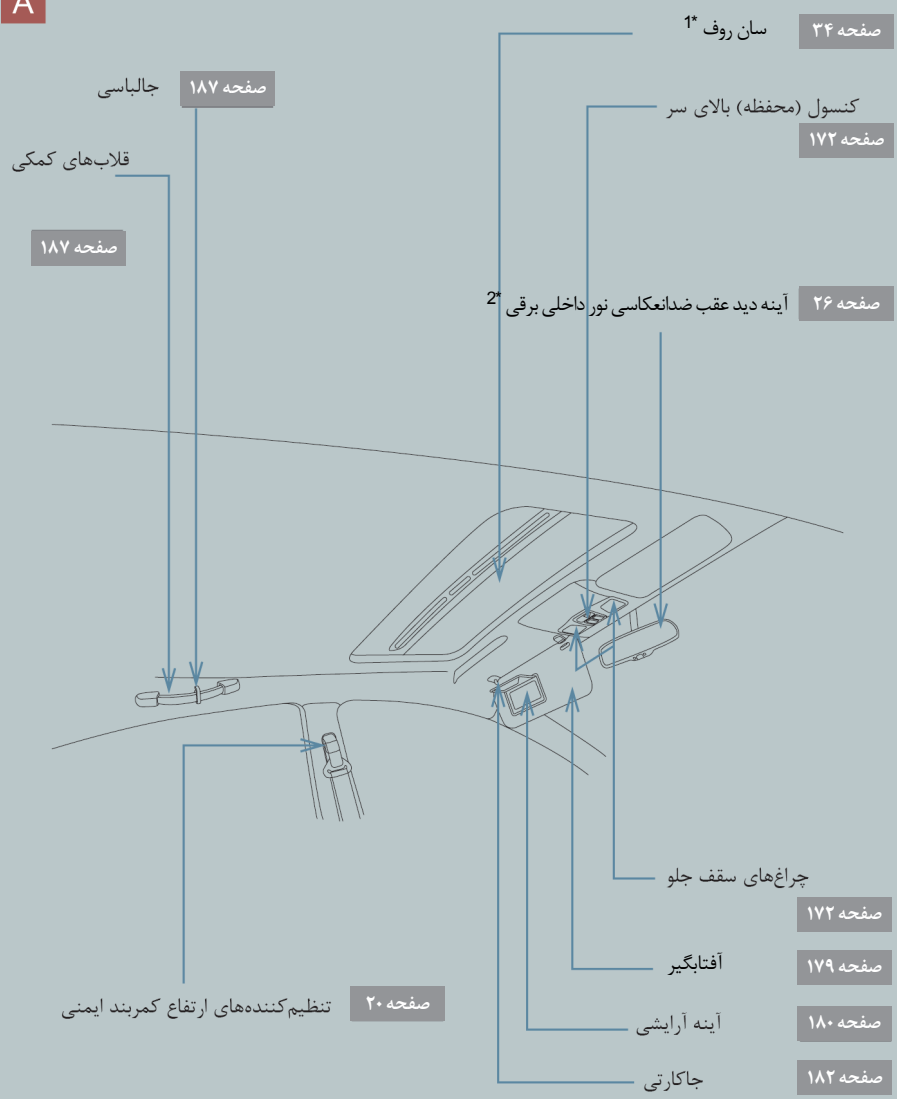 A
صفحه ۳۴ سان روف *1
صفحه ۱۸۷ جالباسی
کنسول (محفظه) بالای سر
صفحه ۱۷۲
قلاب‌های کمکی
صفحه ۱۸۷
صفحه ۲۶ آینه دید عقب ضدانعکاسی نور داخلی برقی *2
چراغ‌های سقف جلو
صفحه ۱۷۲
صفحه ۱۷۹ آفتابگیر
صفحه ۲۰ تنظیم‌کننده‌های ارتفاع کمربند ایمنی
صفحه ۱۸۰ آینه آرایشی
صفحه ۱۸۲ جاکارتی